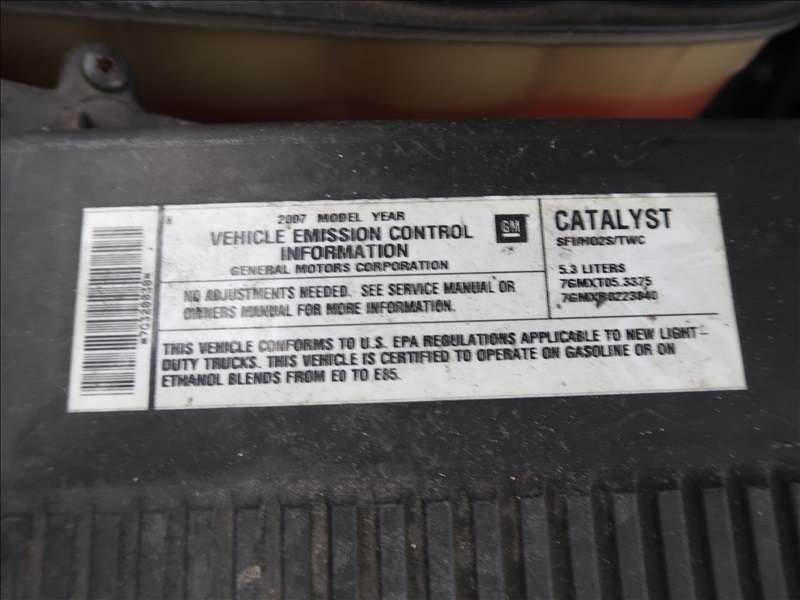 2007 MODEL YEAR
VEHICLE EMISSION CONTROL
INFORMATION
GENERAL MOTORS CORPORATION
GM
NO ADJUSTMENTS NEEDED. SEE SERVICE MANUAL OR
OWNERS MANUAL FOR MORE INFORMATION.
CATALYST
SFI/HO2S/TWC
5.3 LITERS
7GMXT05.3375
7GMXR0223840
THIS VEHICLE CONFORMS TO U.S. EPA REGULATIONS APPLICABLE TO NEW LIGHT-
DUTY TRUCKS. THIS VEHICLE IS CERTIFIED TO OPERATE ON GASOLINE OR ON
ETHANOL BLENDS FROM E0 TO E85.